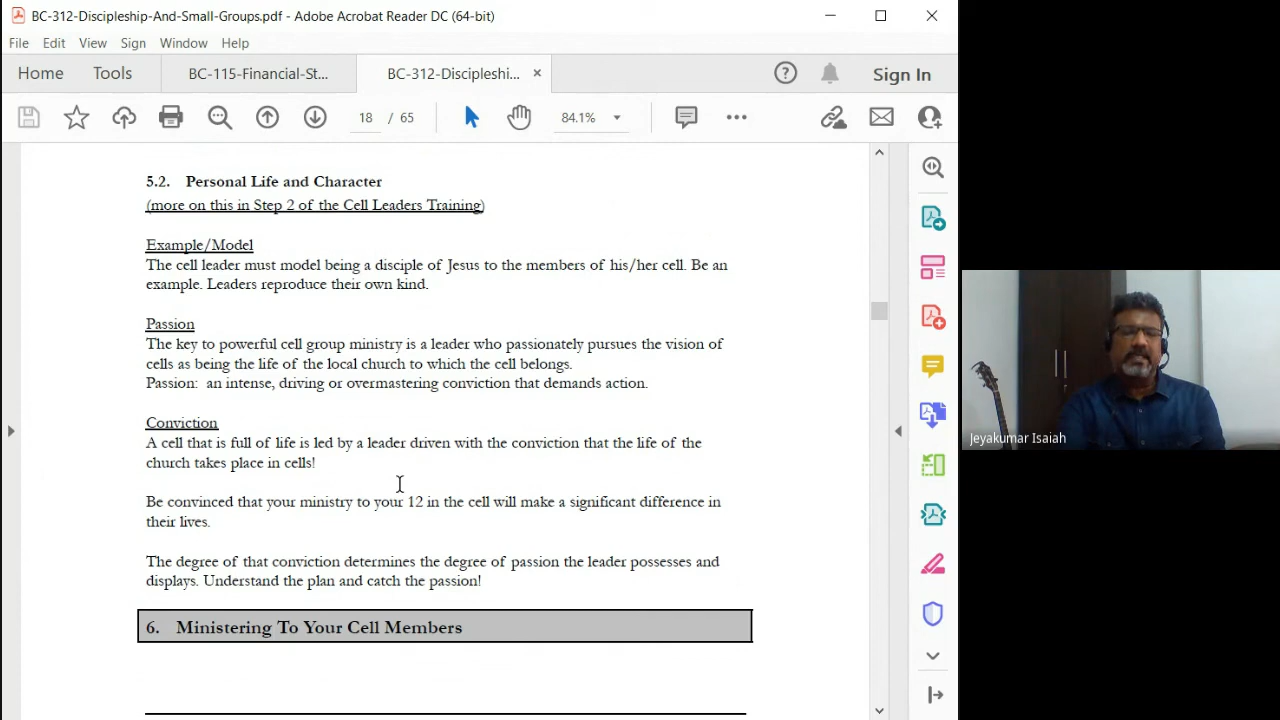 BC-312-Discipleship-And-Small-Groups.pdf - Adobe Acrobat Reader DC (64-bit)
File Edit View Sign Window Help
Home Tools BC-115-Financial-St... BC-312-Discipleshi... × Sign In
18 / 65 84.1%
5.2. Personal Life and Character
(more on this in Step 2 of the Cell Leaders Training)
Example/Model
The cell leader must model being a disciple of Jesus to the members of his/her cell. Be an
example. Leaders reproduce their own kind.
Passion
The key to powerful cell group ministry is a leader who passionately pursues the vision of
cells as being the life of the local church to which the cell belongs.
Passion: an intense, driving or overmastering conviction that demands action.
Conviction
A cell that is full of life is led by a leader driven with the conviction that the life of the
church takes place in cells!
Be convinced that your ministry to your 12 in the cell will make a significant difference in
their lives.
The degree of that conviction determines the degree of passion the leader possesses and
displays. Understand the plan and catch the passion!
6. Ministering To Your Cell Members
Jeyakumar Isaiah